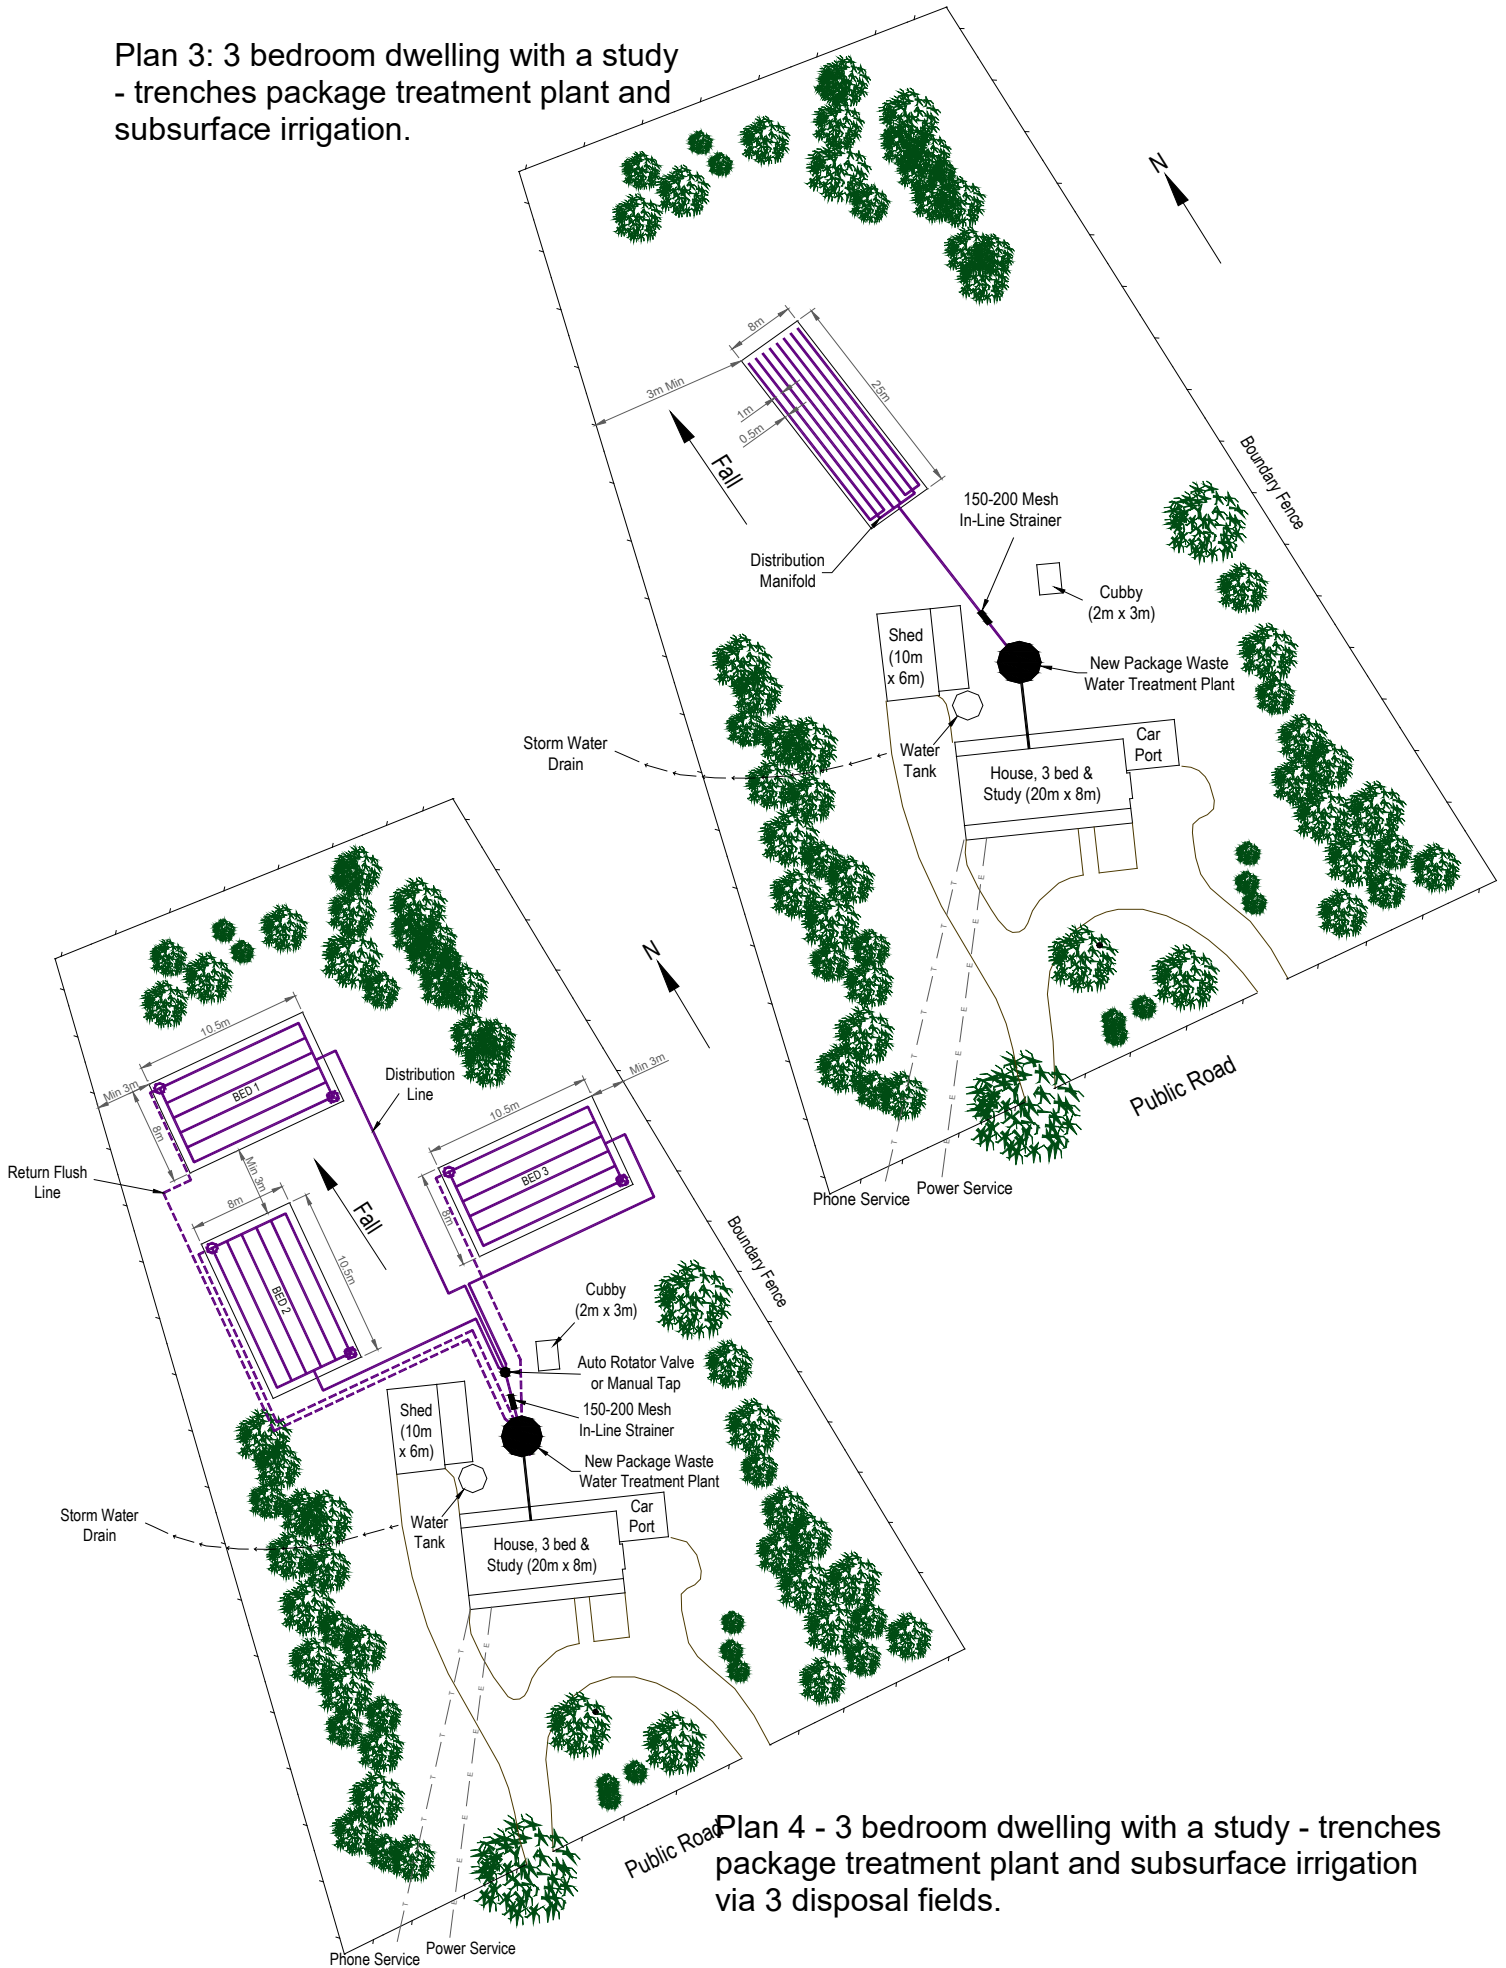 Plan 3: 3 bedroom dwelling with a study
- trenches package treatment plant and
subsurface irrigation.
N
8m
25m
3m Min
1m
0.5m
Fall
Boundary Fence
150-200 Mesh
In-Line Strainer
Distribution
Manifold
Cubby
(2m x 3m)
Shed
(10m
x 6m)
New Package Waste
Water Treatment Plant
Storm Water
Drain
Water
Tank
Car
Port
House, 3 bed &
Study (20m x 8m)
T T T T T
E E E E E
Public Road
Phone Service
Power Service
N
10.5m
Min 3m
8m
BED 1
Distribution
Line
Min 3m
10.5m
8m
BED 3
Return Flush
Line
Min 3m
8m
10.5m
BED 2
Fall
Boundary Fence
Cubby
(2m x 3m)
Auto Rotator Valve
or Manual Tap
150-200 Mesh
In-Line Strainer
Shed
(10m
x 6m)
New Package Waste
Water Treatment Plant
Storm Water
Drain
Water
Tank
Car
Port
House, 3 bed &
Study (20m x 8m)
T T T T T
E E E E E
Public Road
Phone Service
Power Service
Plan 4 - 3 bedroom dwelling with a study - trenches
package treatment plant and subsurface irrigation
via 3 disposal fields.